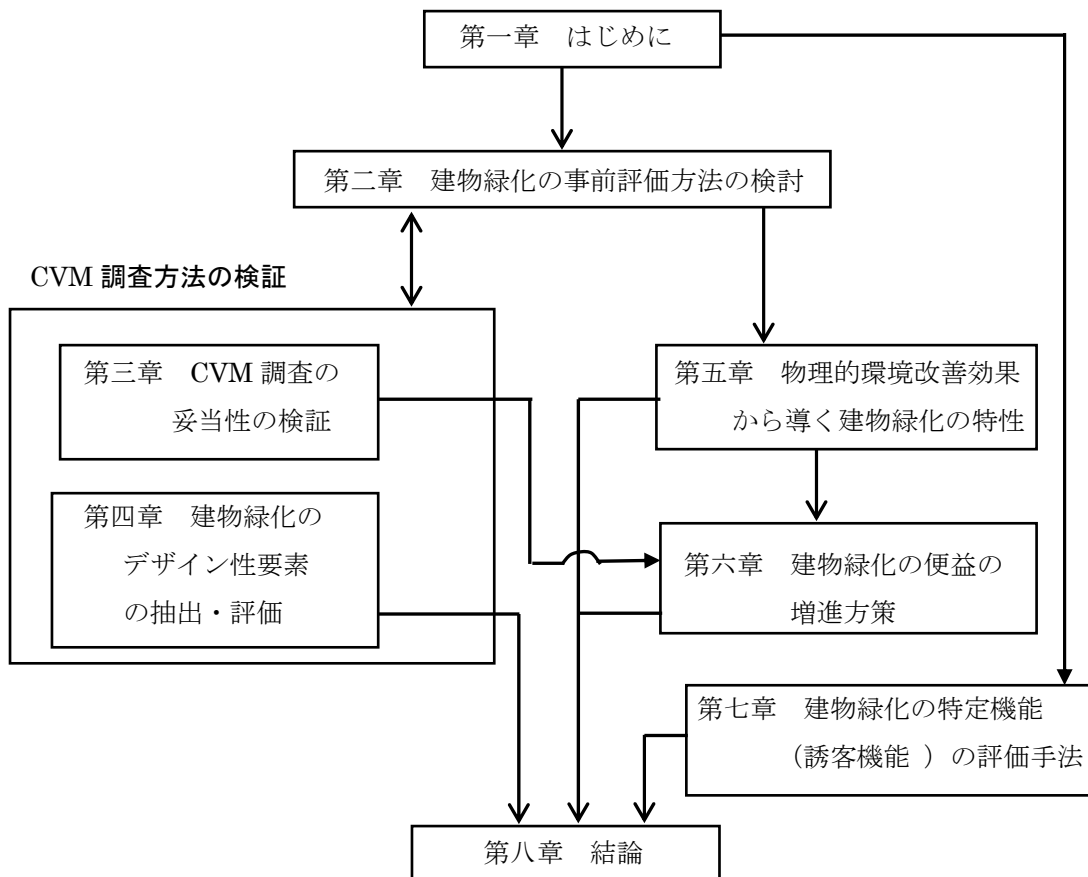 第一章 はじめに
第二章 建物緑化の事前評価方法の検討
CVM 調査方法の検証
第三章 CVM 調査の
妥当性の検証
第四章 建物緑化の
デザイン性要素
の抽出・評価
第五章 物理的環境改善効果
から導く建物緑化の特性
第六章 建物緑化の便益の
増進方策
第七章 建物緑化の特定機能
（誘客機能 ）の評価手法
第八章 結論